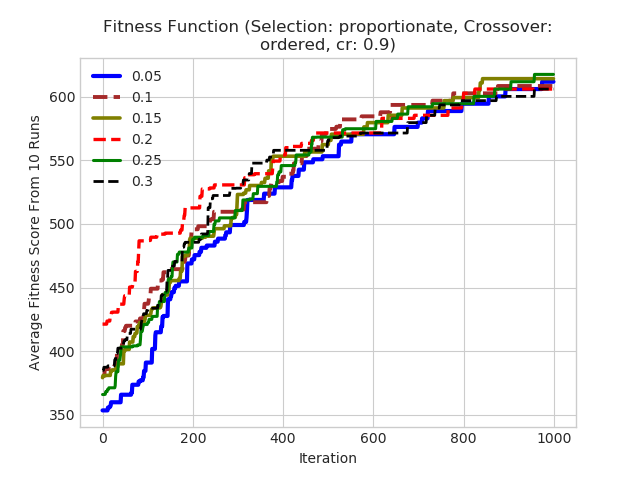 Fitness Function (Selection: proportionate, Crossover:
ordered, cr: 0.9)
0.05
0.1
0.15
0.2
0.25
0.3
Average Fitness Score From 10 Runs
600
550
500
450
400
350
0 200 400 600 800 1000
Iteration